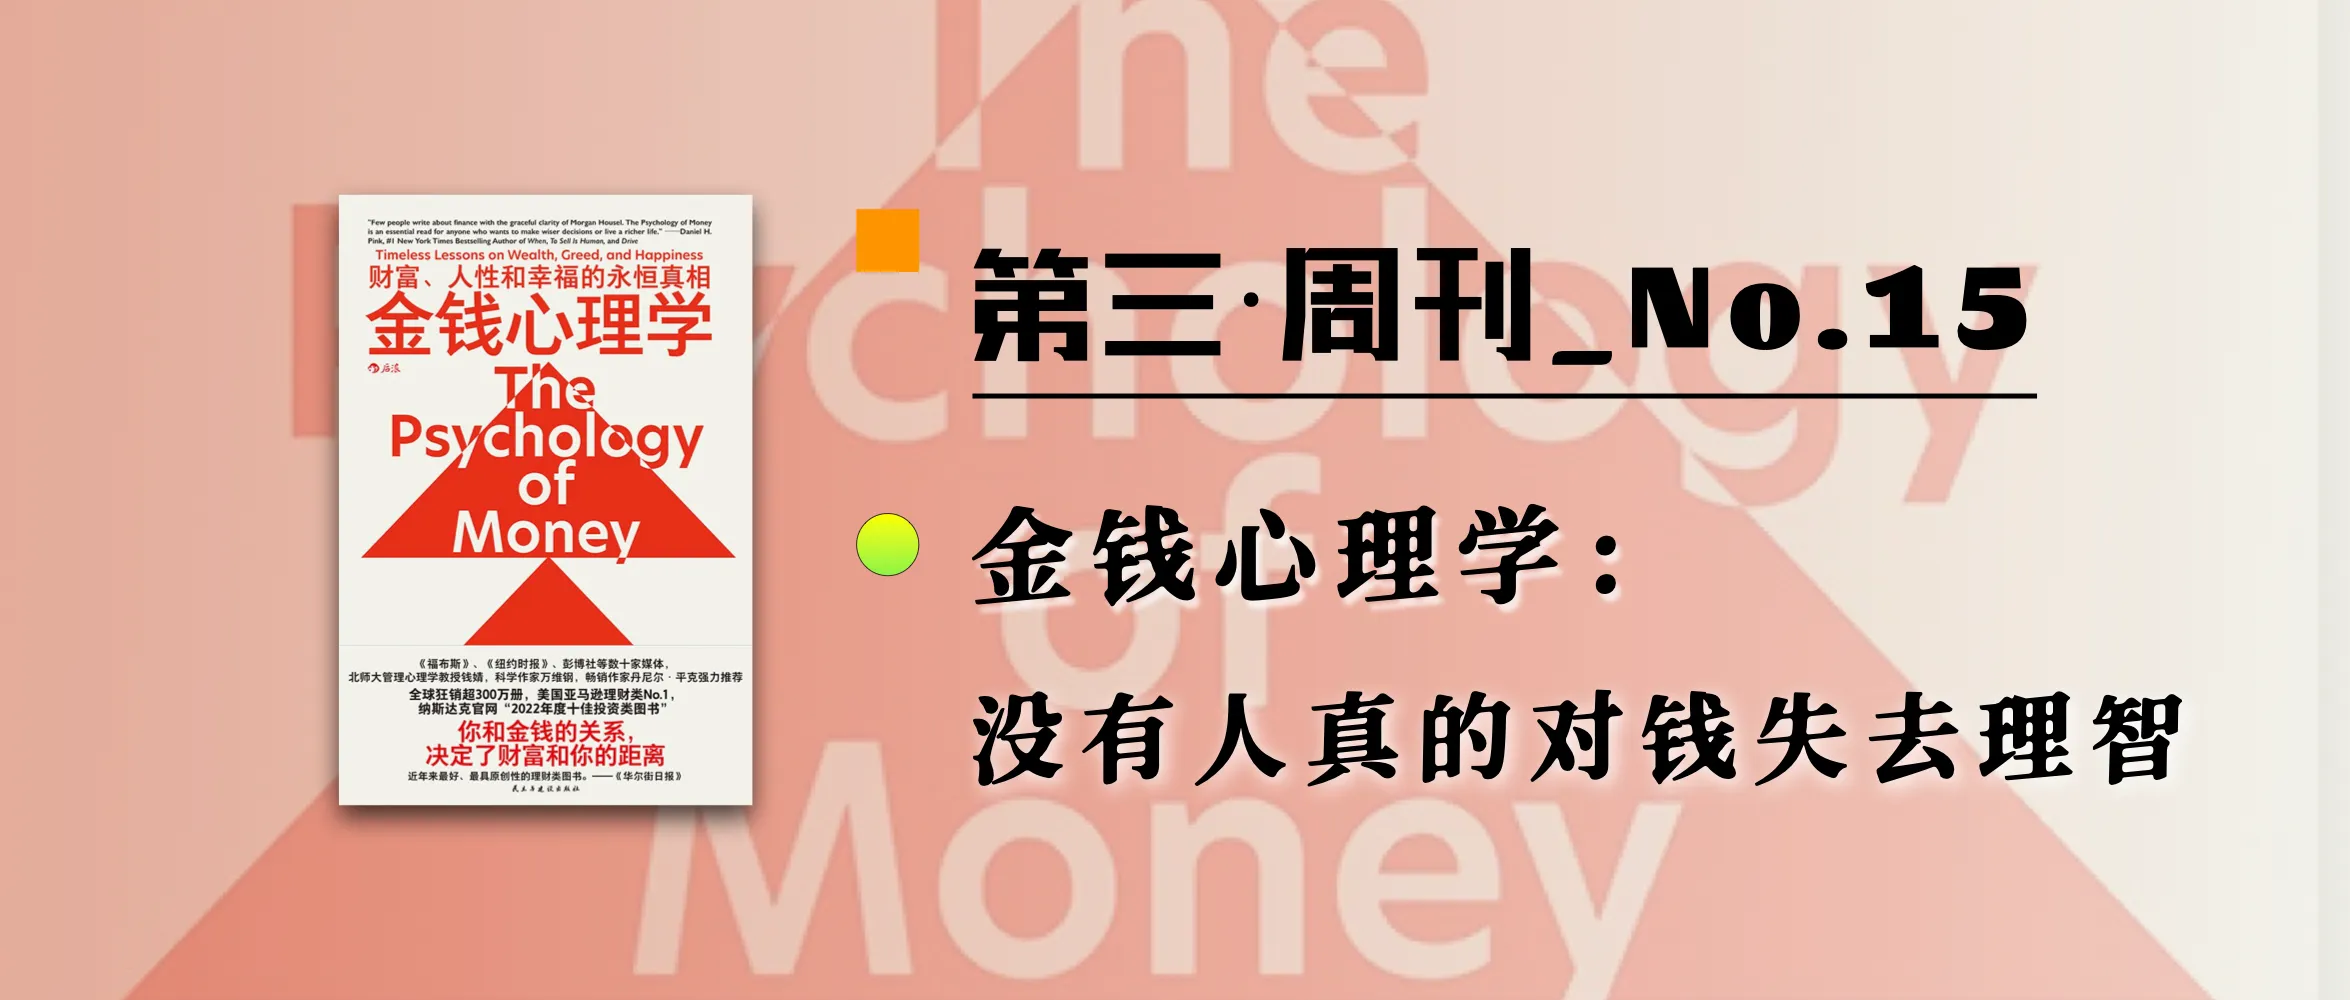 "Few people write about finance with the graceful clarity of Morgan Housel. The Psychology of Money
is an essential read for anyone who wants to make wiser decisions or live a richer life." ——Daniel H.
Pink, #1 New York Times Bestselling Author of When, To Sell Is Human, and Drive
Timeless Lessons on Wealth, Greed, and Happiness
财富、人性和幸福的永恒真相
金钱心理学
后浪
The
Psychology
of
Money
《福布斯》、《纽约时报》、彭博社等数十家媒体，
北师大管理心理学教授钱婧，科学作家万维钢，畅销作家丹尼尔·平克强力推荐
全球狂销超300万册，美国亚马逊理财类No.1，
纳斯达克官网“2022年度十佳投资类图书”
你和金钱的关系，
决定了财富和你的距离
近年来最好、最具原创性的理财类图书。——《华尔街日报》
民主与建设出版社
第三·周刊_No.15
金钱心理学：
没有人真的对钱失去理智
The
Psychology
of
Money